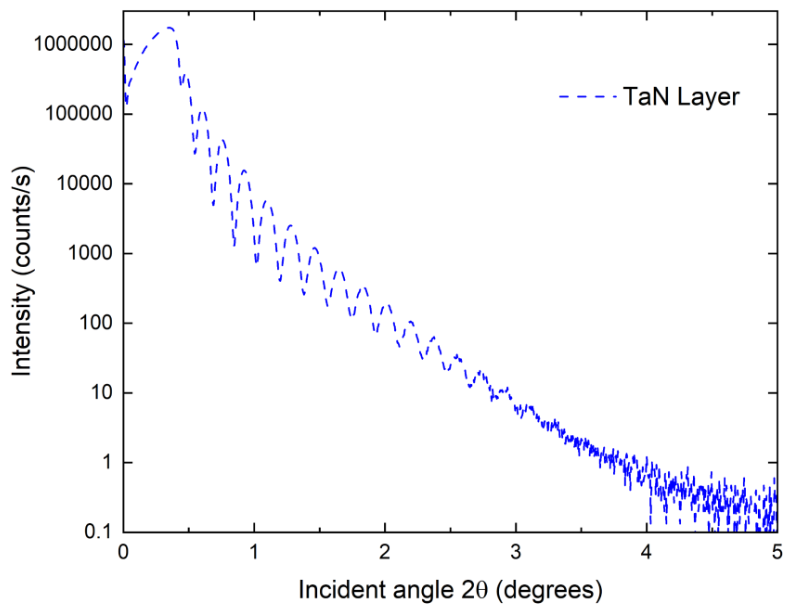 1000000
100000
10000
1000
100
10
1
0.1
Intensity (counts/s)
TaN Layer
0 1 2 3 4 5
Incident angle 2θ (degrees)